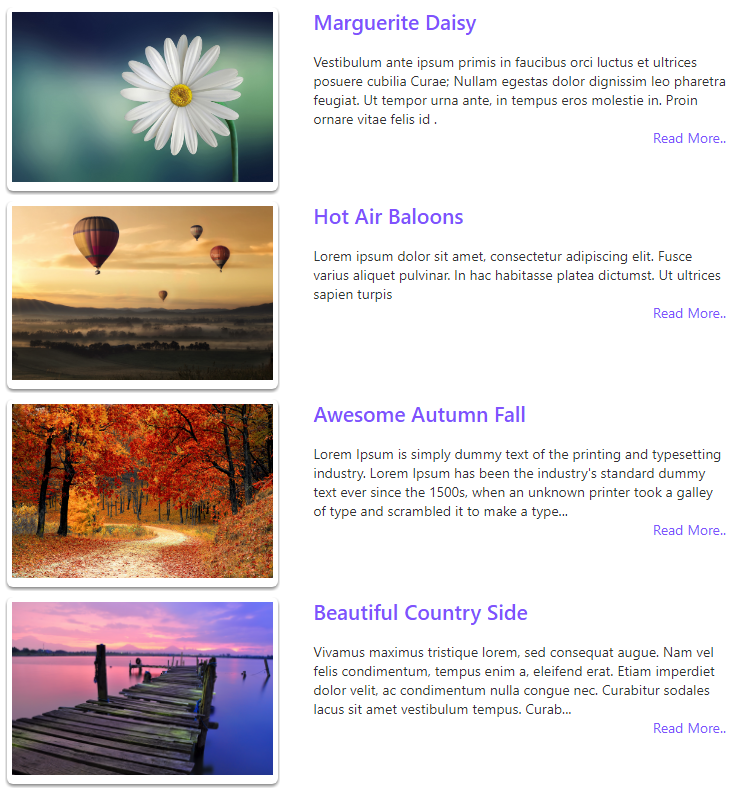 Marguerite Daisy
Vestibulum ante ipsum primis in faucibus orci luctus et ultrices
posuere cubilia Curae; Nullam egestas dolor dignissim leo pharetra
feugiat. Ut tempor urna ante, in tempus eros molestie in. Proin
ornare vitae felis id .
Read More..
Hot Air Baloons
Lorem ipsum dolor sit amet, consectetur adipiscing elit. Fusce
varius aliquet pulvinar. In hac habitasse platea dictumst. Ut ultrices
sapien turpis
Read More..
Awesome Autumn Fall
Lorem Ipsum is simply dummy text of the printing and typesetting
industry. Lorem Ipsum has been the industry's standard dummy
text ever since the 1500s, when an unknown printer took a galley
of type and scrambled it to make a type...
Read More..
Beautiful Country Side
Vivamus maximus tristique lorem, sed consequat augue. Nam vel
felis condimentum, tempus enim a, eleifend erat. Etiam imperdiet
dolor velit, ac condimentum nulla congue nec. Curabitur sodales
lacus sit amet vestibulum tempus. Curab...
Read More..